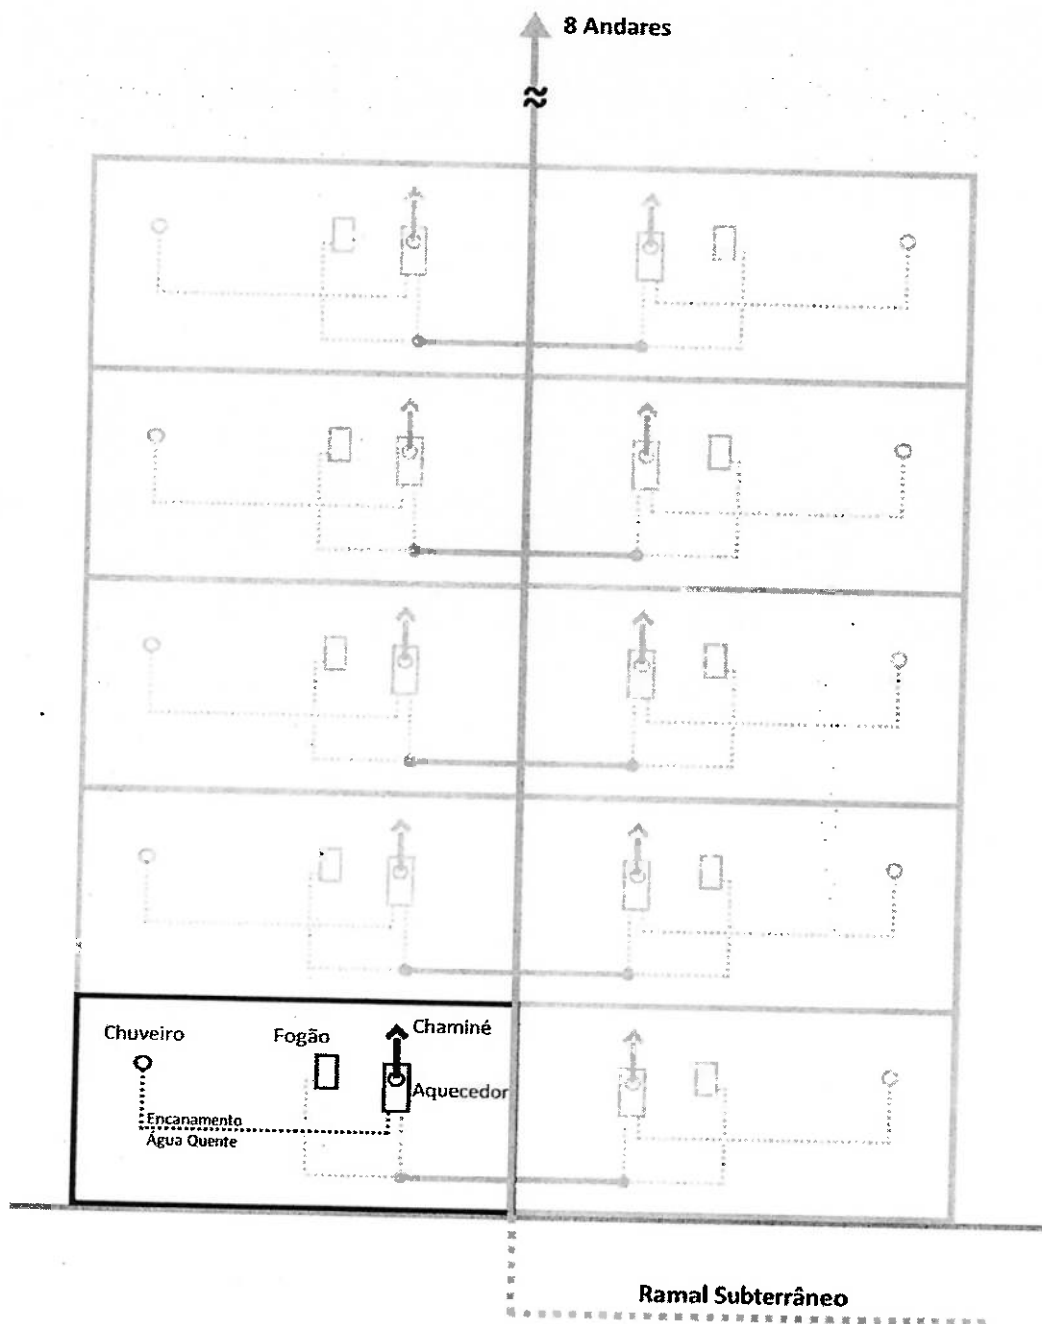 8 Andares
Chuveiro
Fogão
Chaminé
Aquecedor
Encanamento
Água Quente
Ramal Subterrâneo